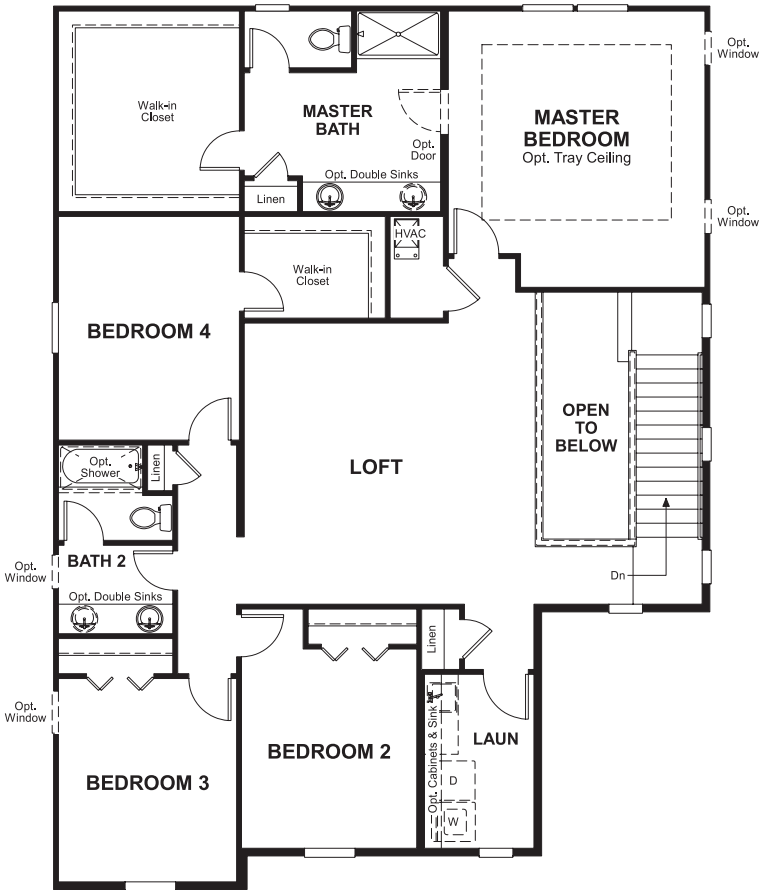 Walk-in
Closet
MASTER
BATH
Opt.
Door
Opt. Double Sinks
Linen
MASTER
BEDROOM
Opt. Tray Ceiling
Opt.
Window
Opt.
Window
HVAC
Walk-in
Closet
BEDROOM 4
OPEN
TO
BELOW
LOFT
Opt.
Shower
Linen
BATH 2
Opt.
Window
Opt. Double Sinks
Dn
Linen
Opt.
Window
BEDROOM 3
BEDROOM 2
LAUN
Opt. Cabinets & Sink
D
W